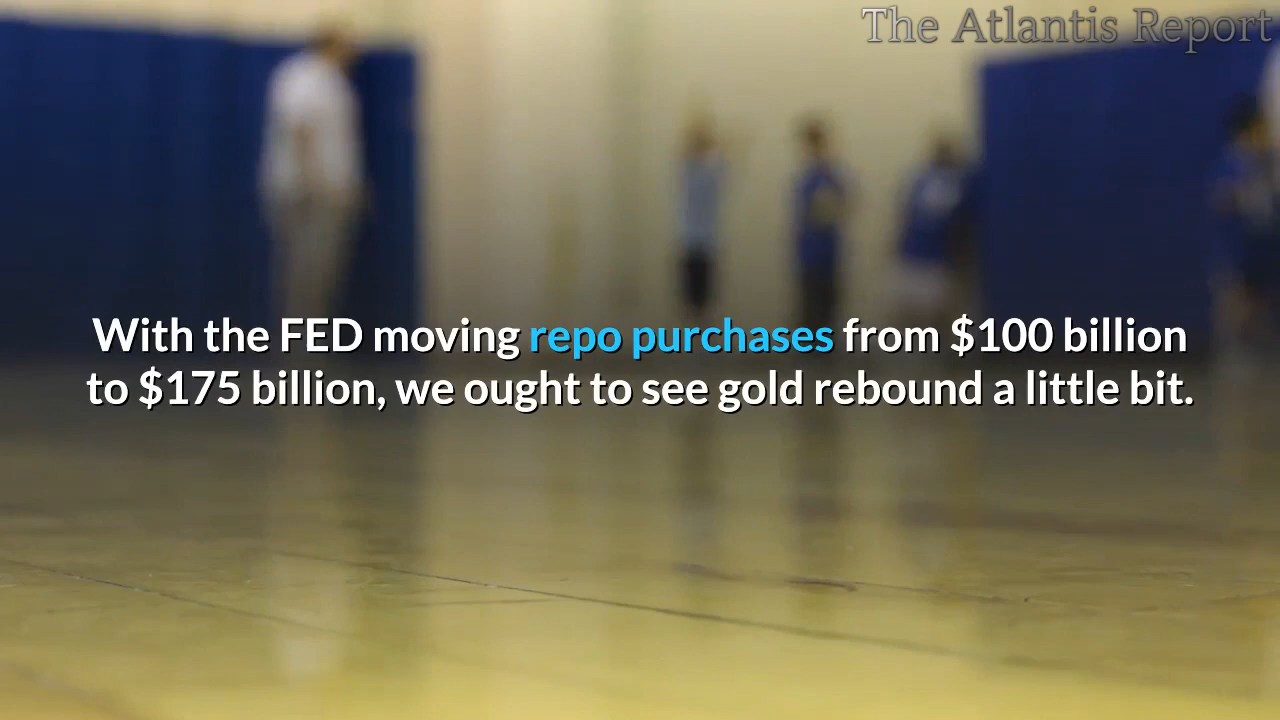 The Atlantis Report
With the FED moving repo purchases from $100 billion
to $175 billion, we ought to see gold rebound a little bit.